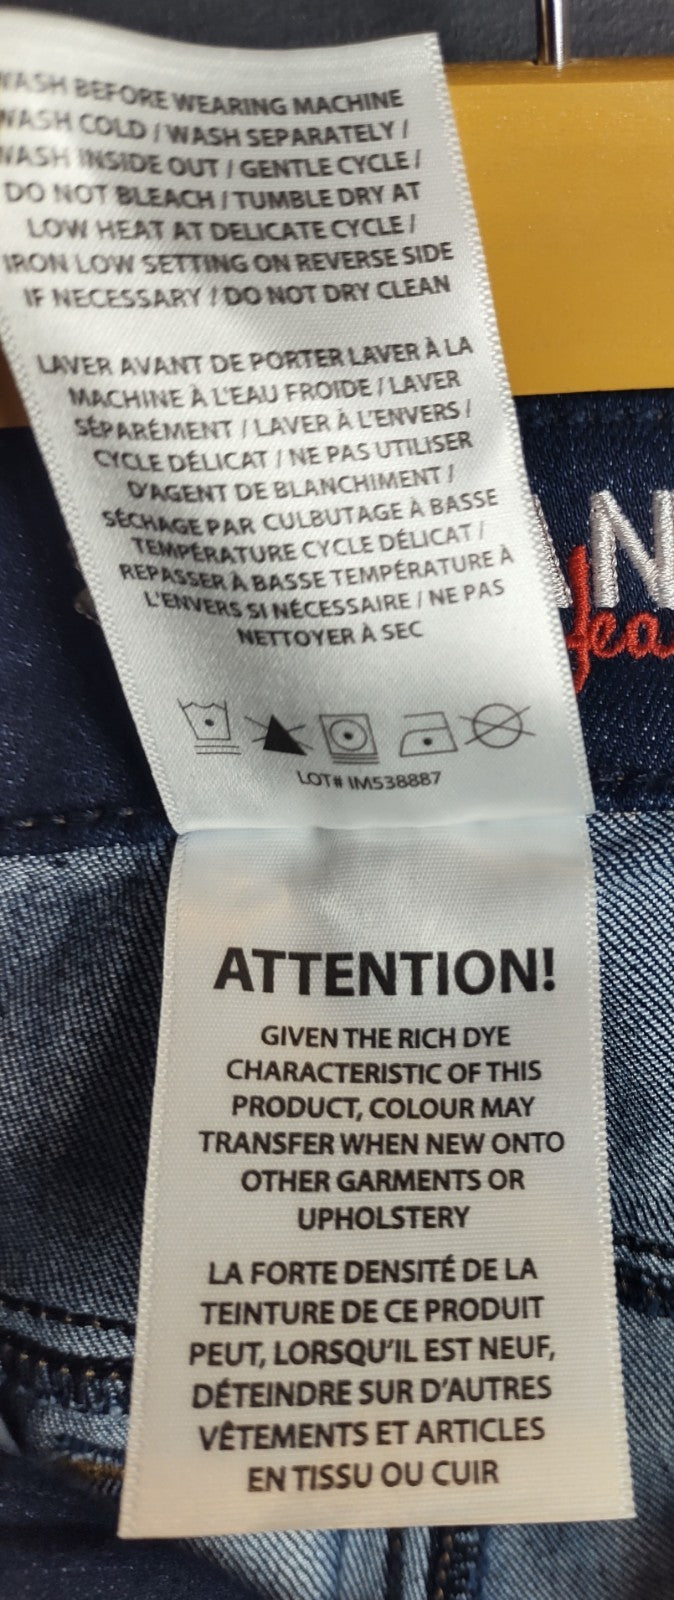 WASH BEFORE WEARING MACHINE
WASH COLD / WASH SEPARATELY /
WASH INSIDE OUT / GENTLE CYCLE /
DO NOT BLEACH / TUMBLE DRY AT
LOW HEAT AT DELICATE CYCLE /
IRON LOW SETTING ON REVERSE SIDE
IF NECESSARY / DO NOT DRY CLEAN
LAVER AVANT DE PORTER LAVER À LA
MACHINE À L'EAU FROIDE / LAVER
SÉPARÉMENT / LAVER À L'ENVERS /
CYCLE DÉLICAT / NE PAS UTILISER
D'AGENT DE BLANCHIMENT /
SÉCHAGE PAR CULBUTAGE À BASSE
TEMPÉRATURE CYCLE DÉLICAT /
REPASSER À BASSE TEMPÉRATURE À
L'ENVERS SI NÉCESSAIRE / NE PAS
NETTOYER À SEC
LOT# IM538887
ATTENTION!
GIVEN THE RICH DYE
CHARACTERISTIC OF THIS
PRODUCT, COLOUR MAY
TRANSFER WHEN NEW ONTO
OTHER GARMENTS OR
UPHOLSTERY
LA FORTE DENSITÉ DE LA
TEINTURE DE CE PRODUIT
PEUT, LORSQU'IL EST NEUF,
DÉTEINDRE SUR D'AUTRES
VÊTEMENTS ET ARTICLES
EN TISSU OU CUIR